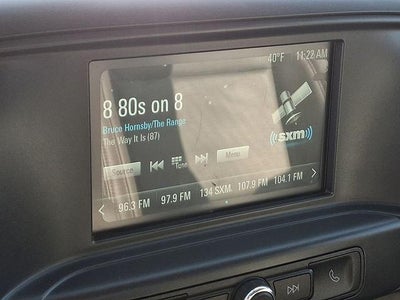 40°F 11:22 AM
8 80s on 8
Bruce Hornsby/The Range
The Way It Is (87)
((sxm))
Source Tune Menu
96.3 FM 97.9 FM 134 SXM 107.9 FM 104.1 FM